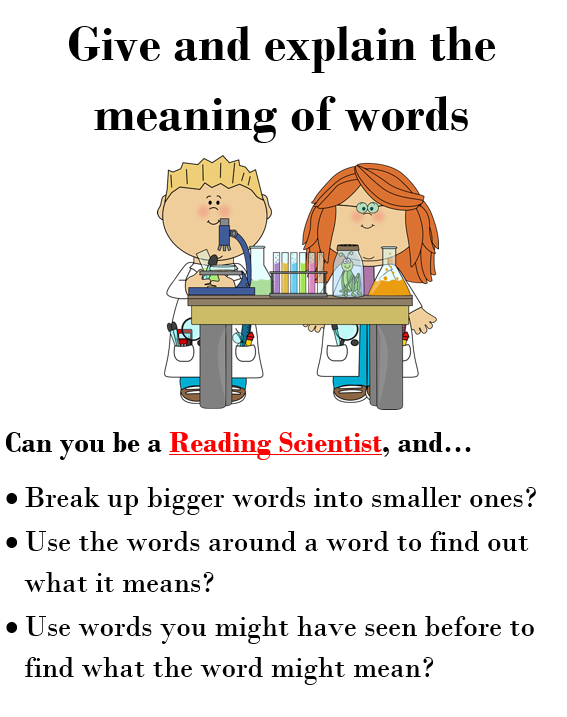 Give and explain the
meaning of words
Can you be a Reading Scientist, and…
• Break up bigger words into smaller ones?
• Use the words around a word to find out
what it means?
• Use words you might have seen before to
find what the word might mean?